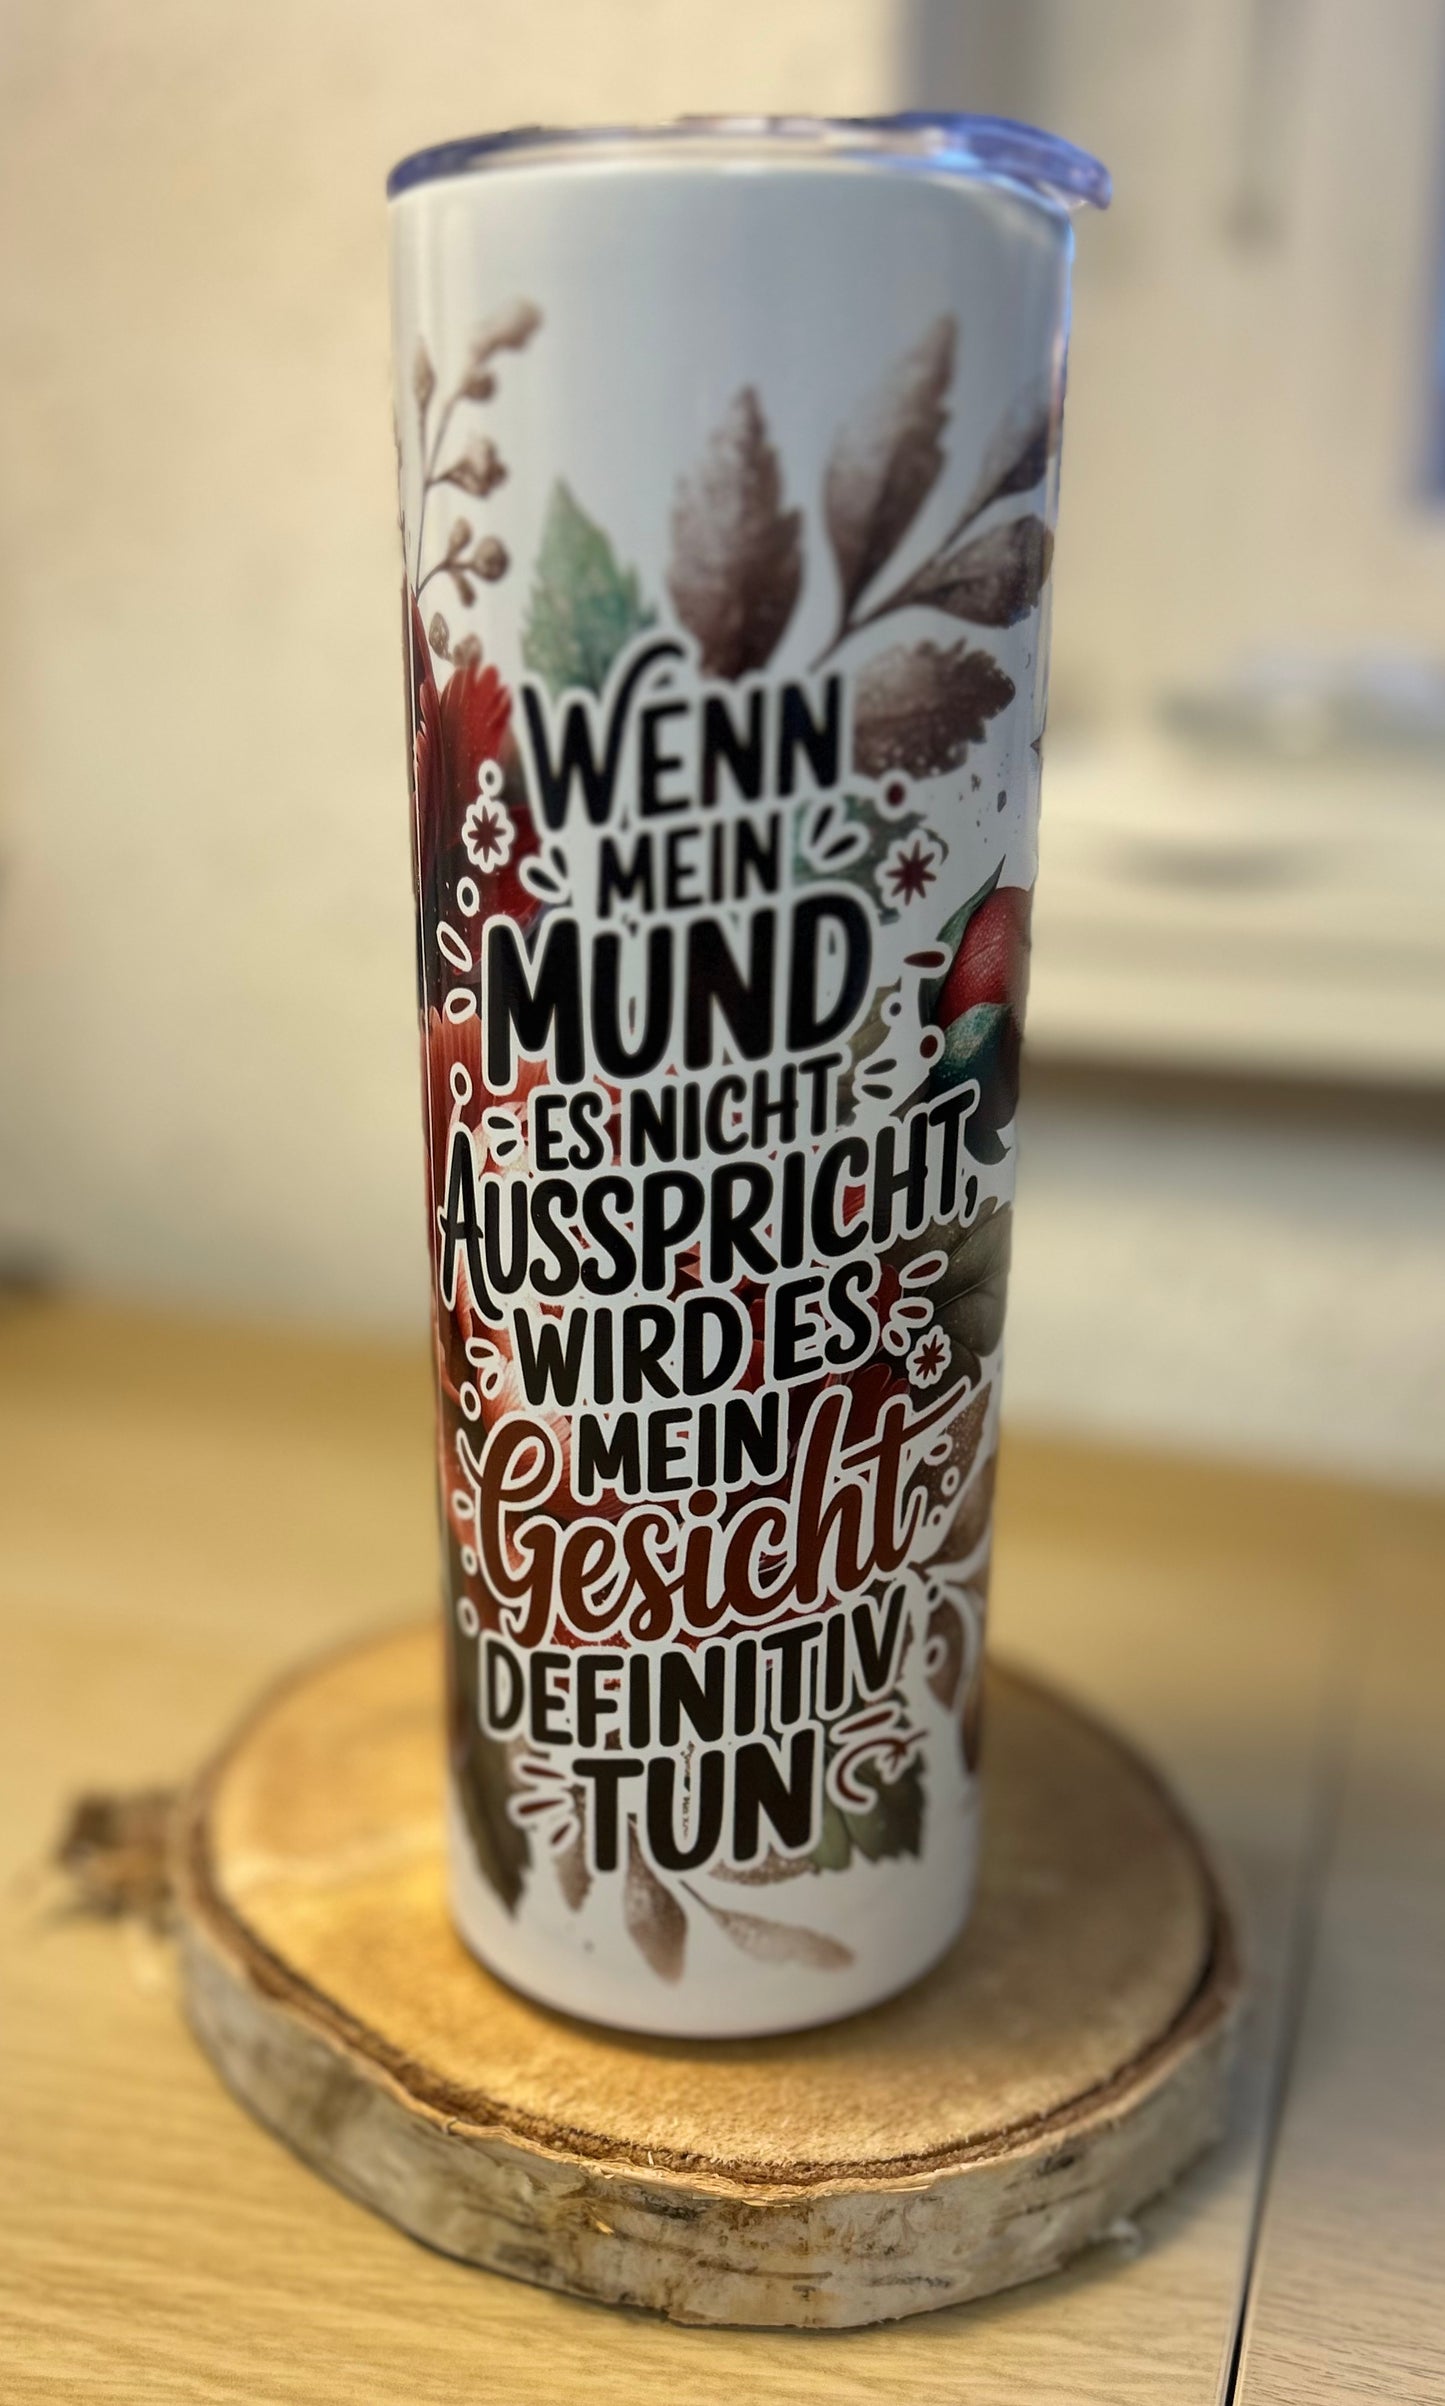 WENN
MEIN
MUND
ES NICHT
AUSSPRICHT,
WIRD ES
MEIN
Gesicht
DEFINITIV
TUN